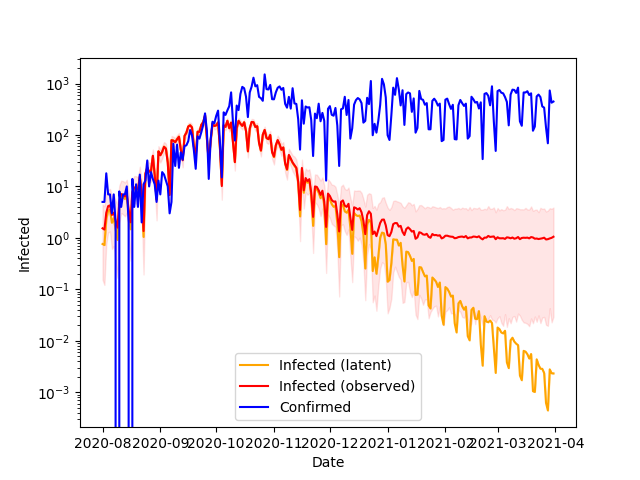 10³
10²
10¹
10⁰
10⁻¹
10⁻²
10⁻³
Infected
Infected (latent)
Infected (observed)
Confirmed
2020-08 2020-09 2020-10 2020-11 2020-12 2021-01 2021-02 2021-03 2021-04
Date